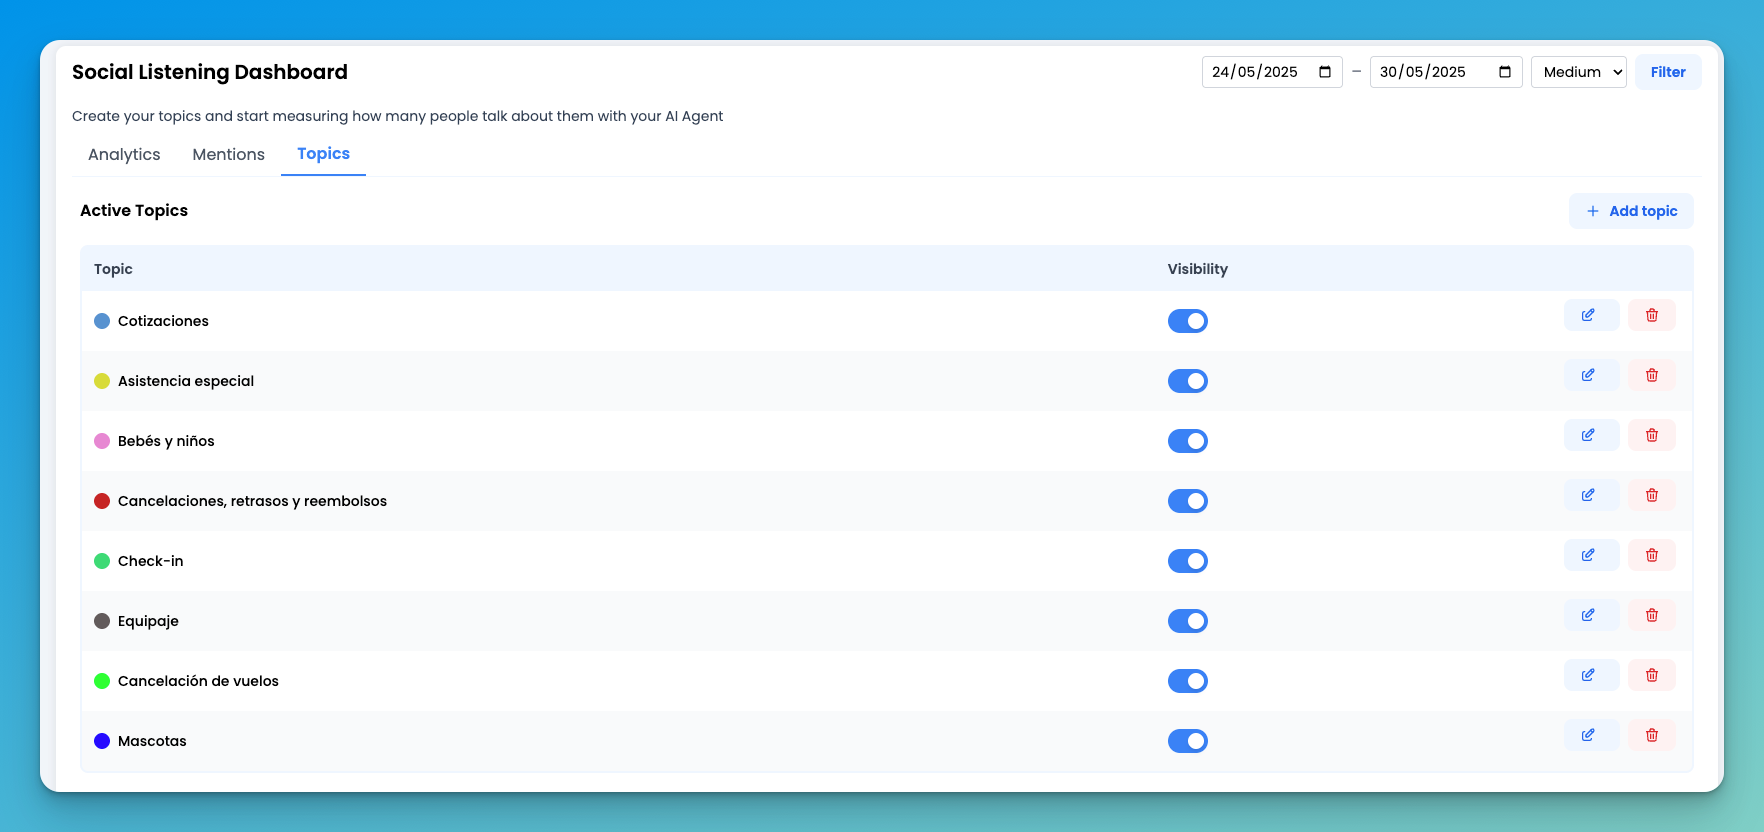 Social Listening Dashboard
24/05/2025 – 30/05/2025 Medium Filter
Create your topics and start measuring how many people talk about them with your AI Agent
Analytics Mentions Topics
Active Topics
+ Add topic
Topic Visibility
Cotizaciones
Asistencia especial
Bebés y niños
Cancelaciones, retrasos y reembolsos
Check-in
Equipaje
Cancelación de vuelos
Mascotas